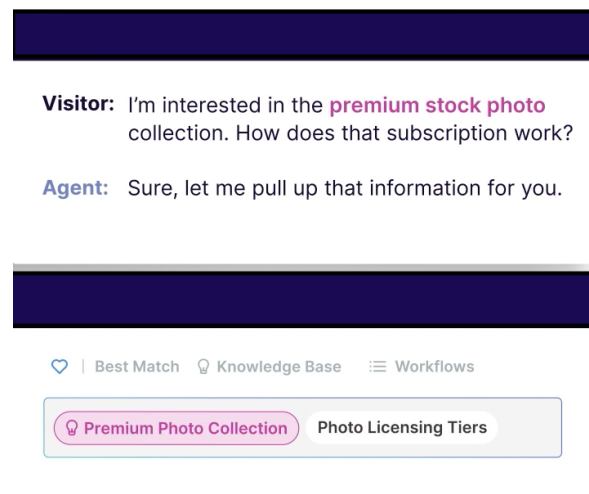 Visitor: I'm interested in the premium stock photo
collection. How does that subscription work?
Agent: Sure, let me pull up that information for you.
| Best Match Knowledge Base Workflows
Premium Photo Collection Photo Licensing Tiers